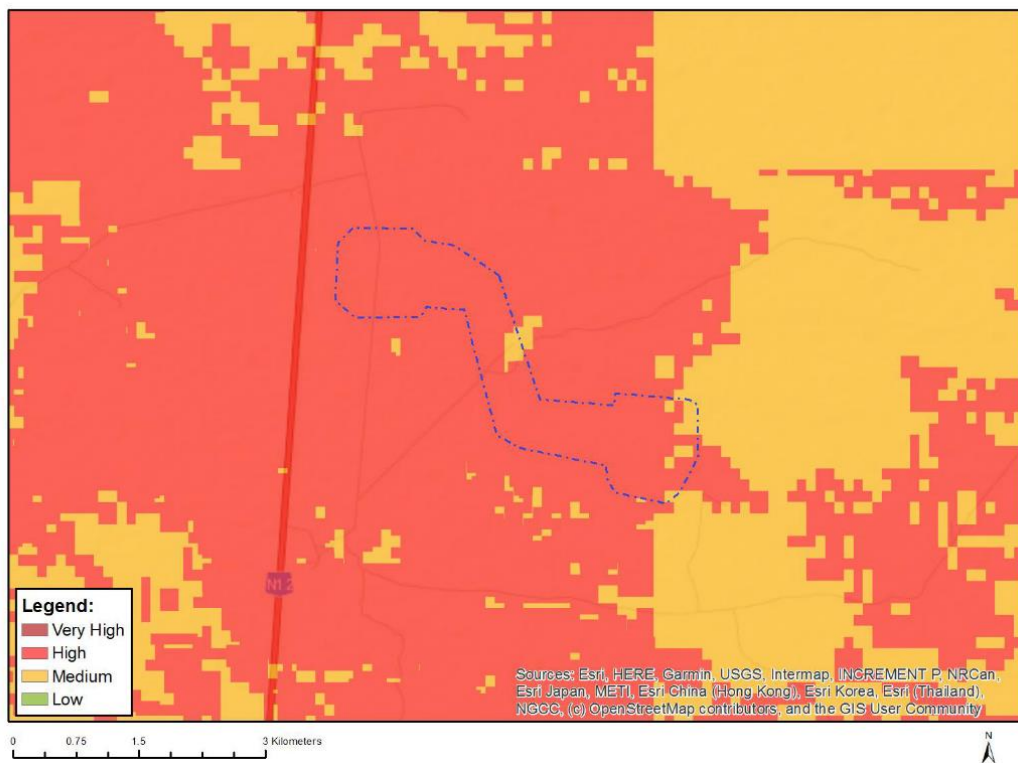 N12
Legend:
Very High
High
Medium
Low
Sources: Esri, HERE, Garmin, USGS, Intermap, INCREMENT P, NRCan,
Esri Japan, METI, Esri China (Hong Kong), Esri Korea, Esri (Thailand),
NGCC, (c) OpenStreetMap contributors, and the GIS User Community
0 0.75 1.5 3 Kilometers
N